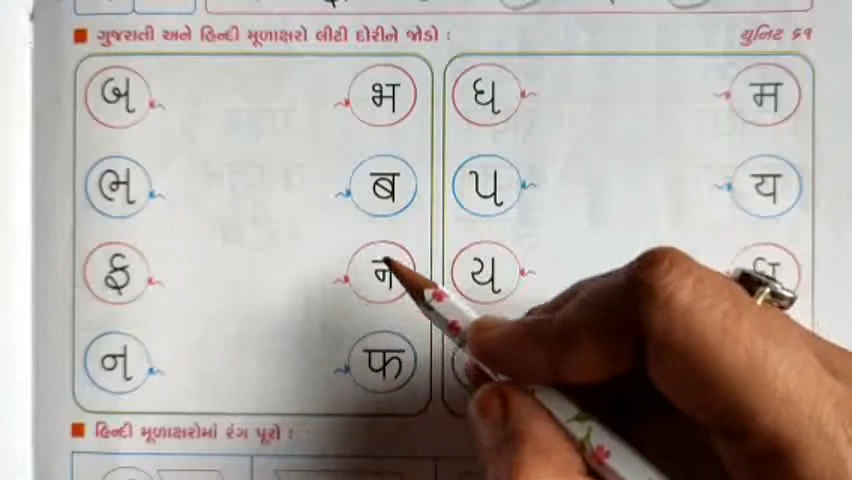 ગુજરાતી અને હિન્દી મૂળાક્ષરો લીટી દોરીને જોડો :
યુનિટ ૬૧
બ भ ધ म
ભ ब પ य
ફ न ય
ન फ
હિન્દી મૂળાક્ષરોમાં રંગ પૂરો :